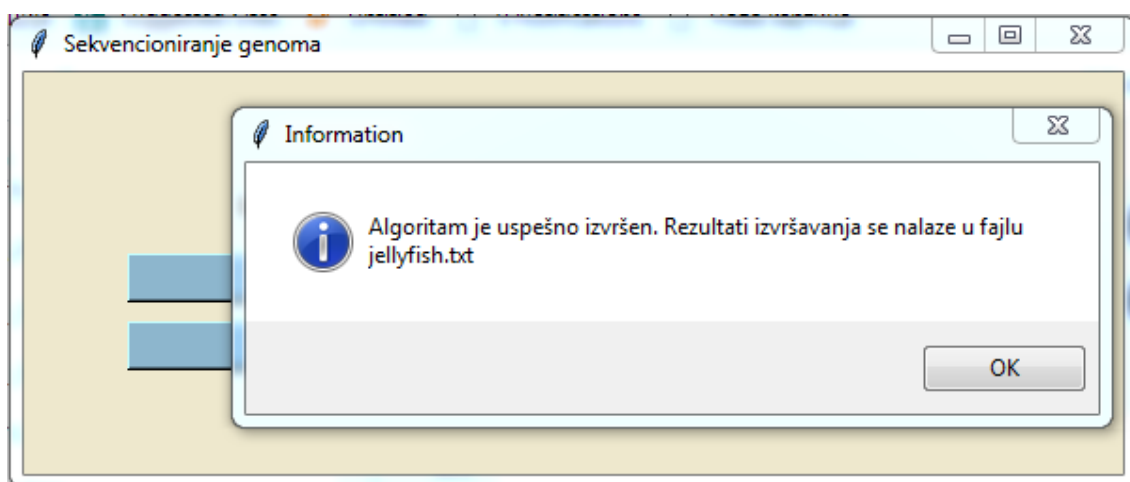 Sekvencioniranje genoma
Information
Algoritam je uspešno izvršen. Rezultati izvršavanja se nalaze u fajlu
jellyfish.txt
OK